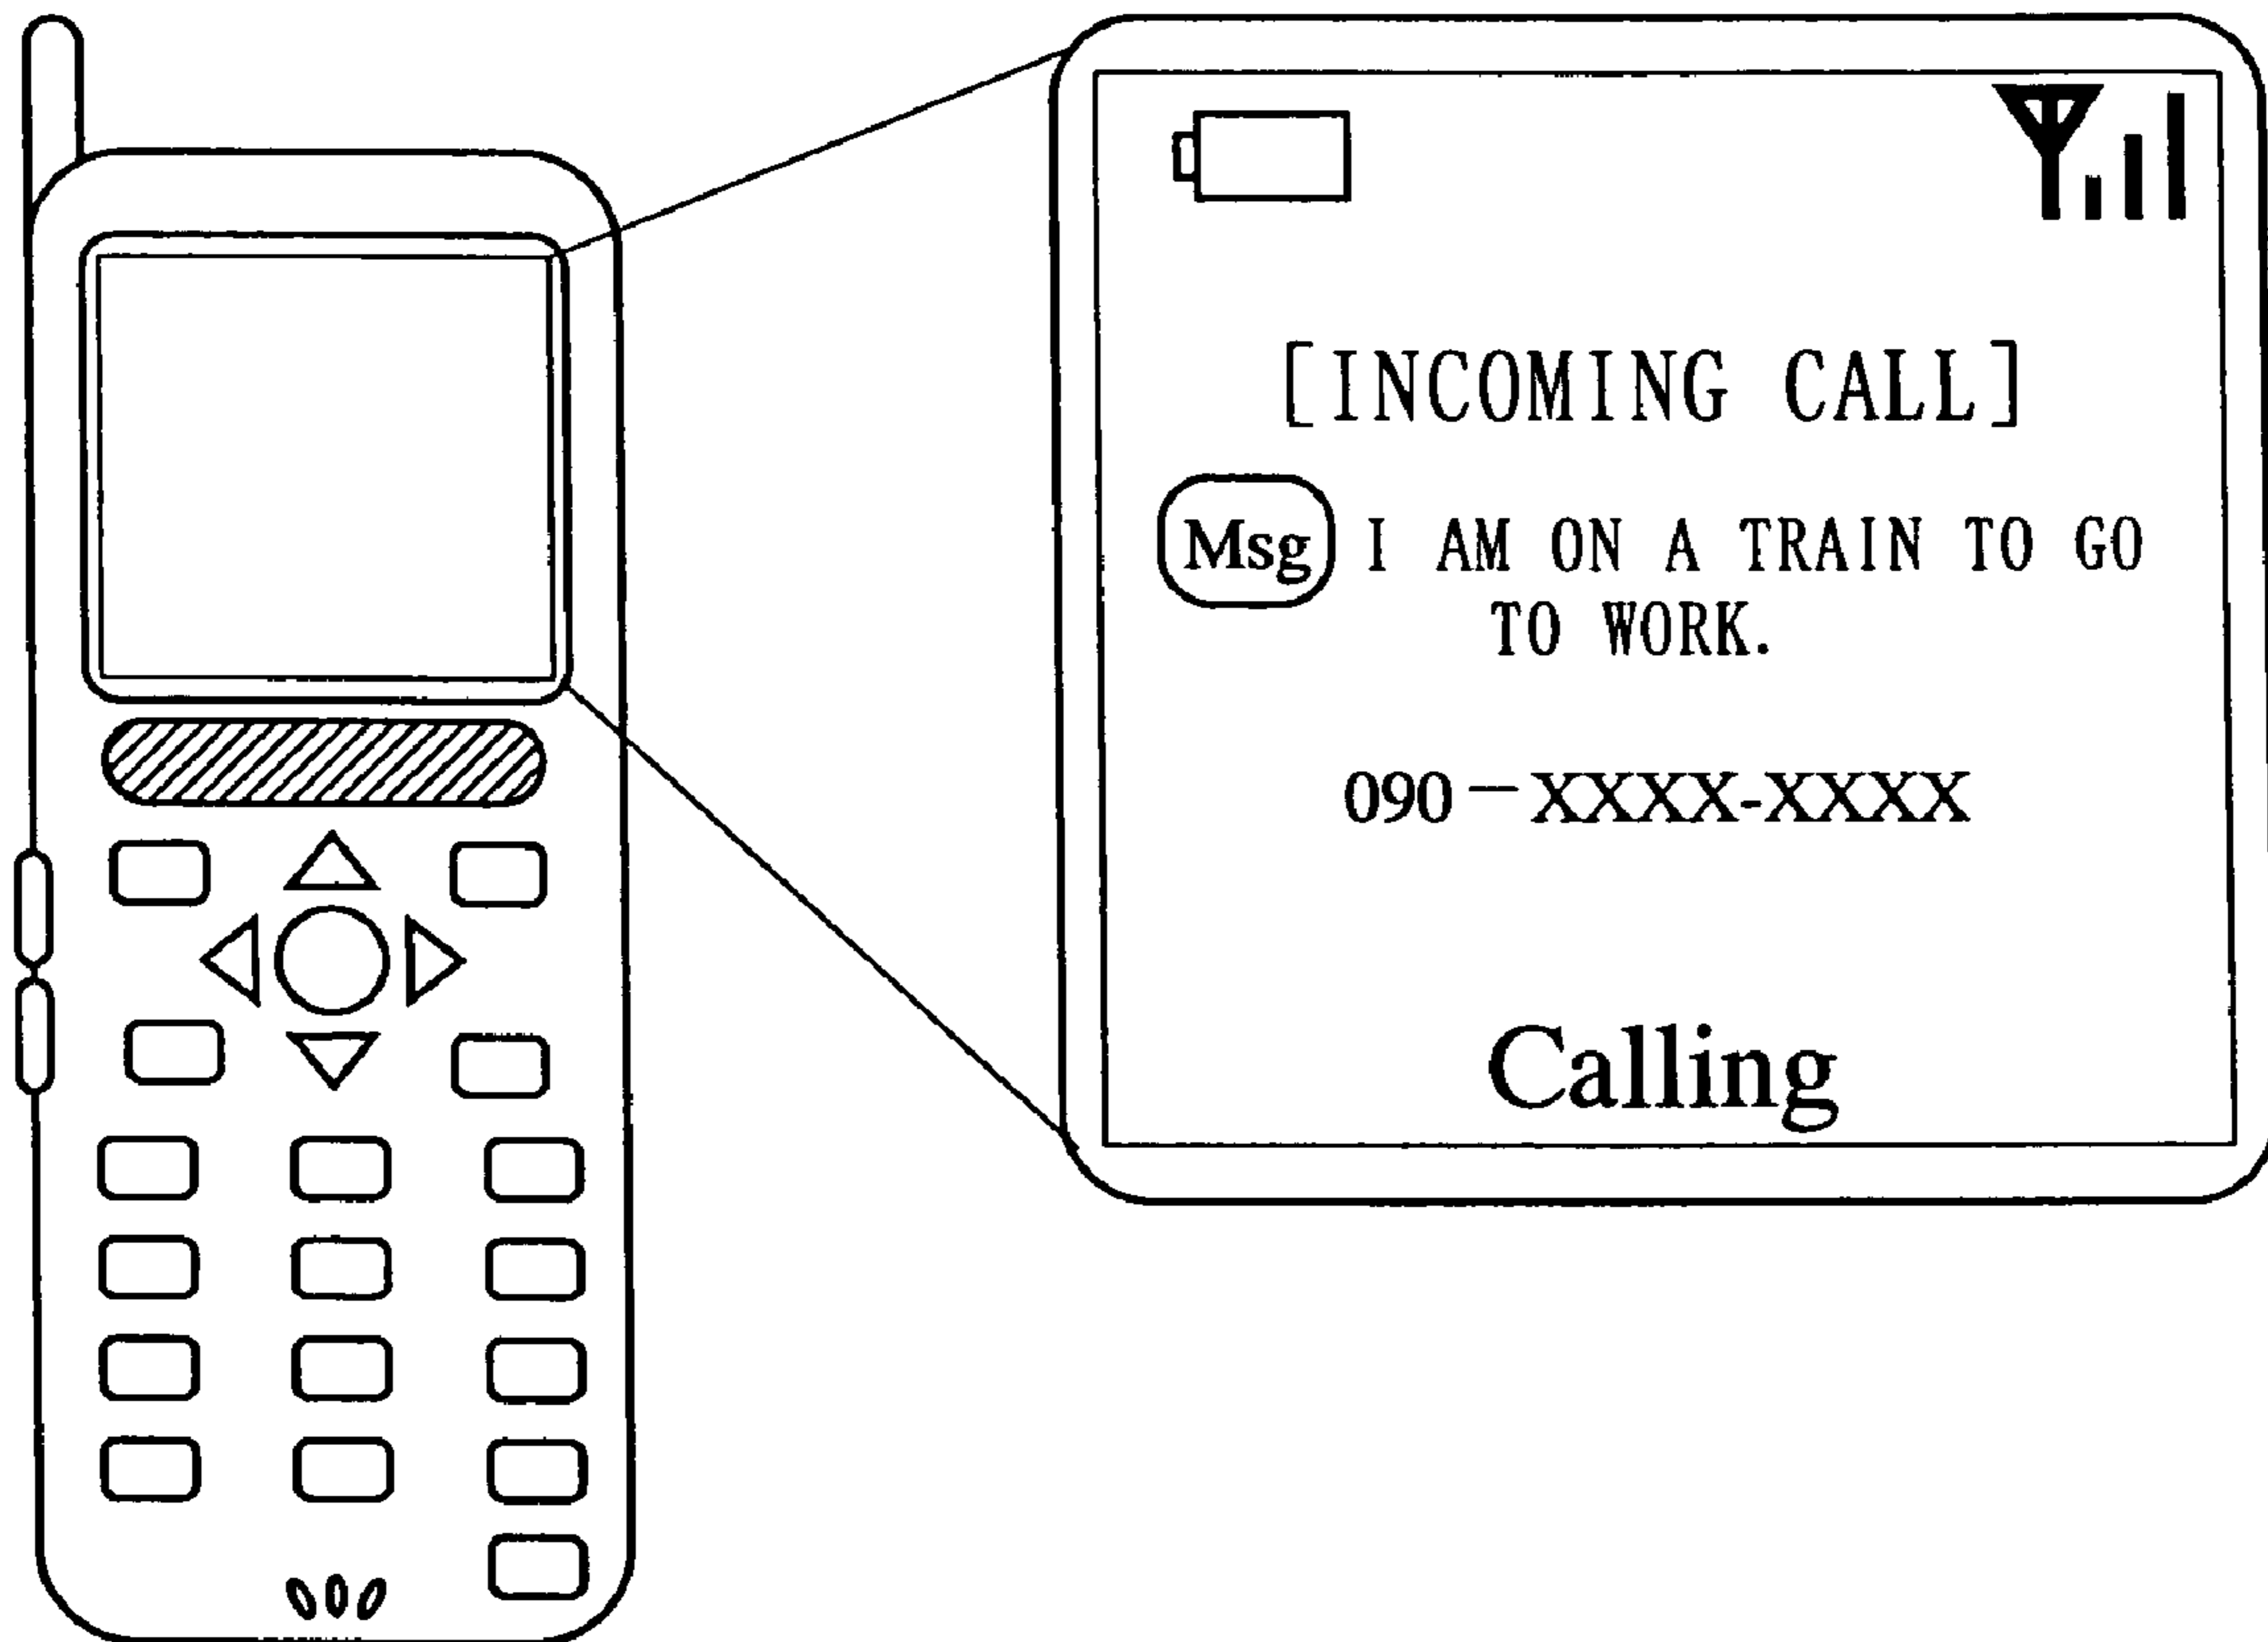 [INCOMING CALL]
Msg I AM ON A TRAIN TO GO
TO WORK.
090-XXXX-XXXX
Calling